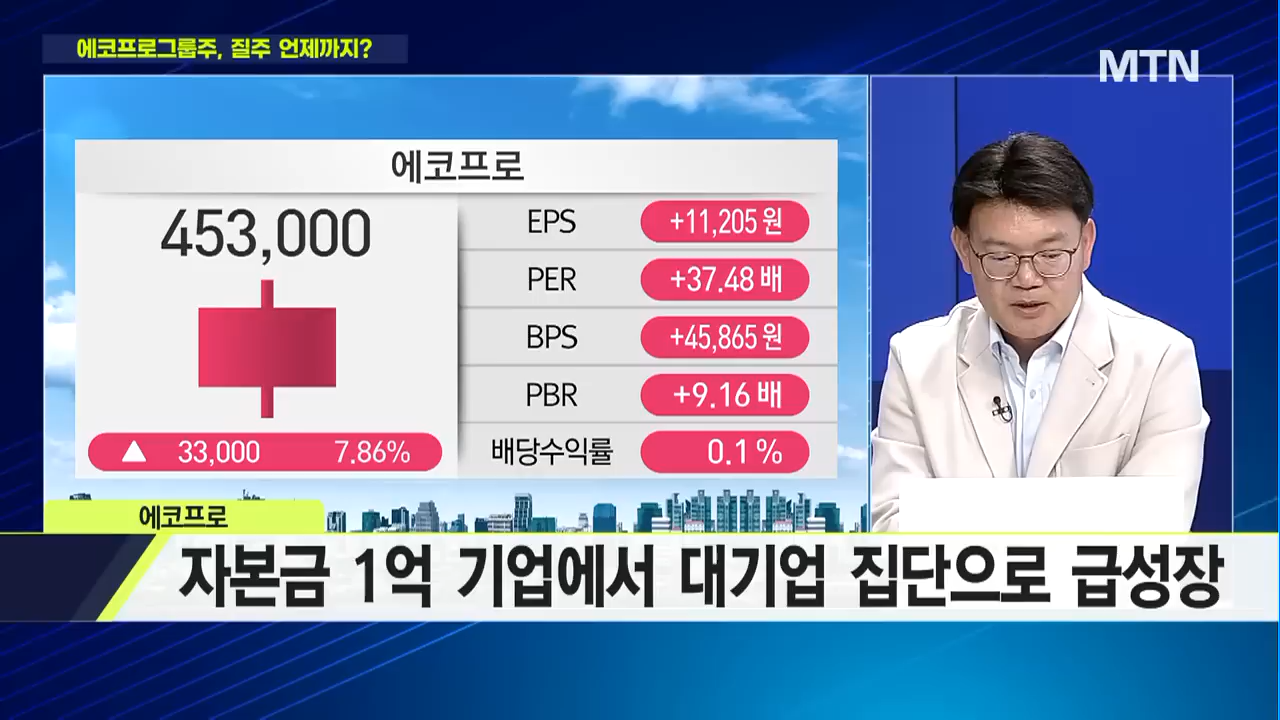 에코프로그룹주, 질주 언제까지?
MTN
에코프로
453,000
▲ 33,000 7.86%
EPS +11,205 원
PER +37.48 배
BPS +45,865 원
PBR +9.16 배
배당수익률 0.1 %
에코프로
자본금 1억 기업에서 대기업 집단으로 급성장